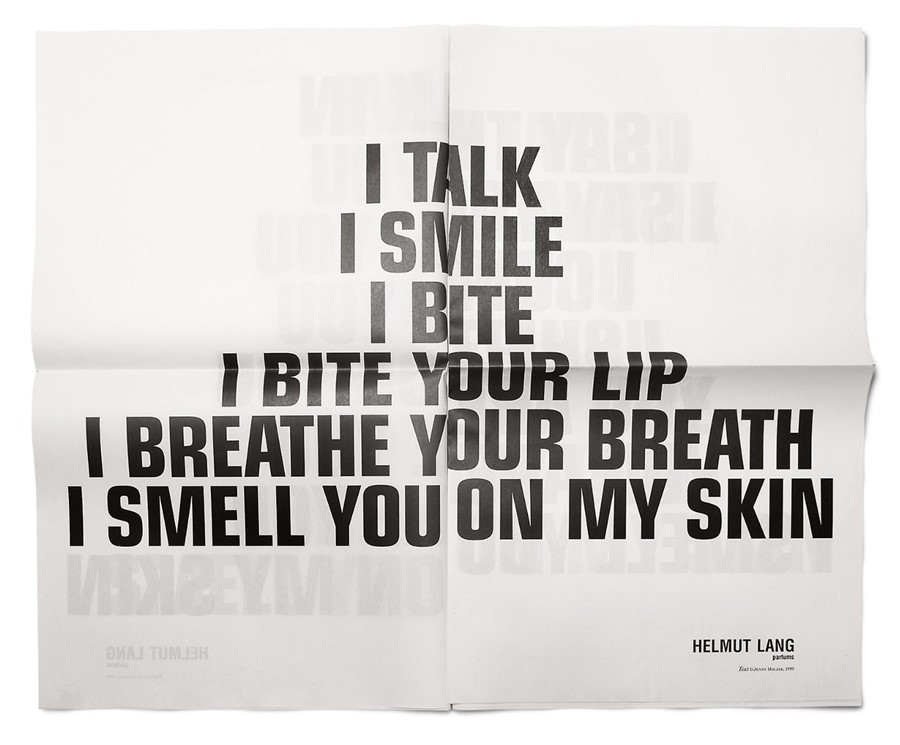 I TALK
I SMILE
I BITE
I BITE YOUR LIP
I BREATHE YOUR BREATH
I SMELL YOU ON MY SKIN
HELMUT LANG
parfums
Text © Jenny Holzer, 1999